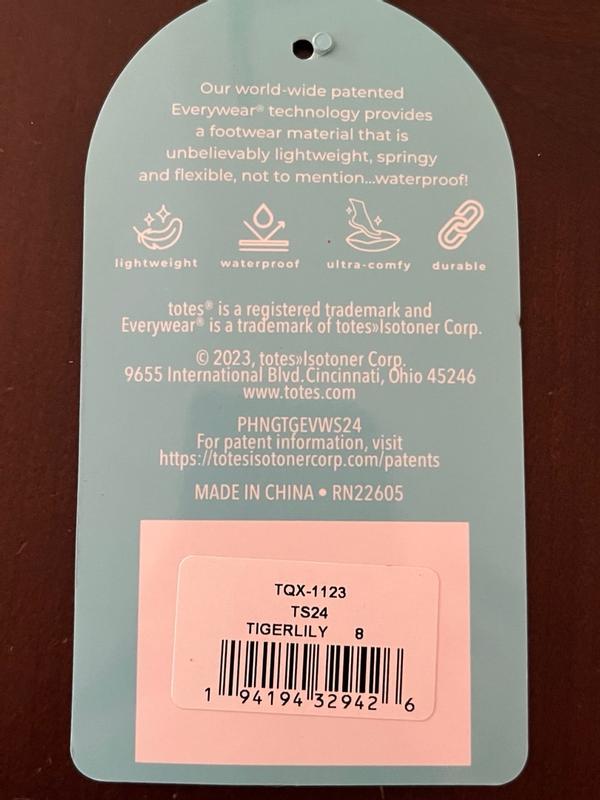 Our world-wide patented
Everywear® technology provides
a footwear material that is
unbelievably lightweight, springy
and flexible, not to mention...waterproof!
lightweight waterproof ultra-comfy durable
totes® is a registered trademark and
Everywear® is a trademark of totes»Isotoner Corp.
© 2023, totes»Isotoner Corp.
9655 International Blvd.Cincinnati, Ohio 45246
www.totes.com
PHNGTGEVWS24
For patent information, visit
https://totesisotonercorp.com/patents
MADE IN CHINA • RN22605
TQX-1123
TS24
TIGERLILY 8
1 94194 32942 6